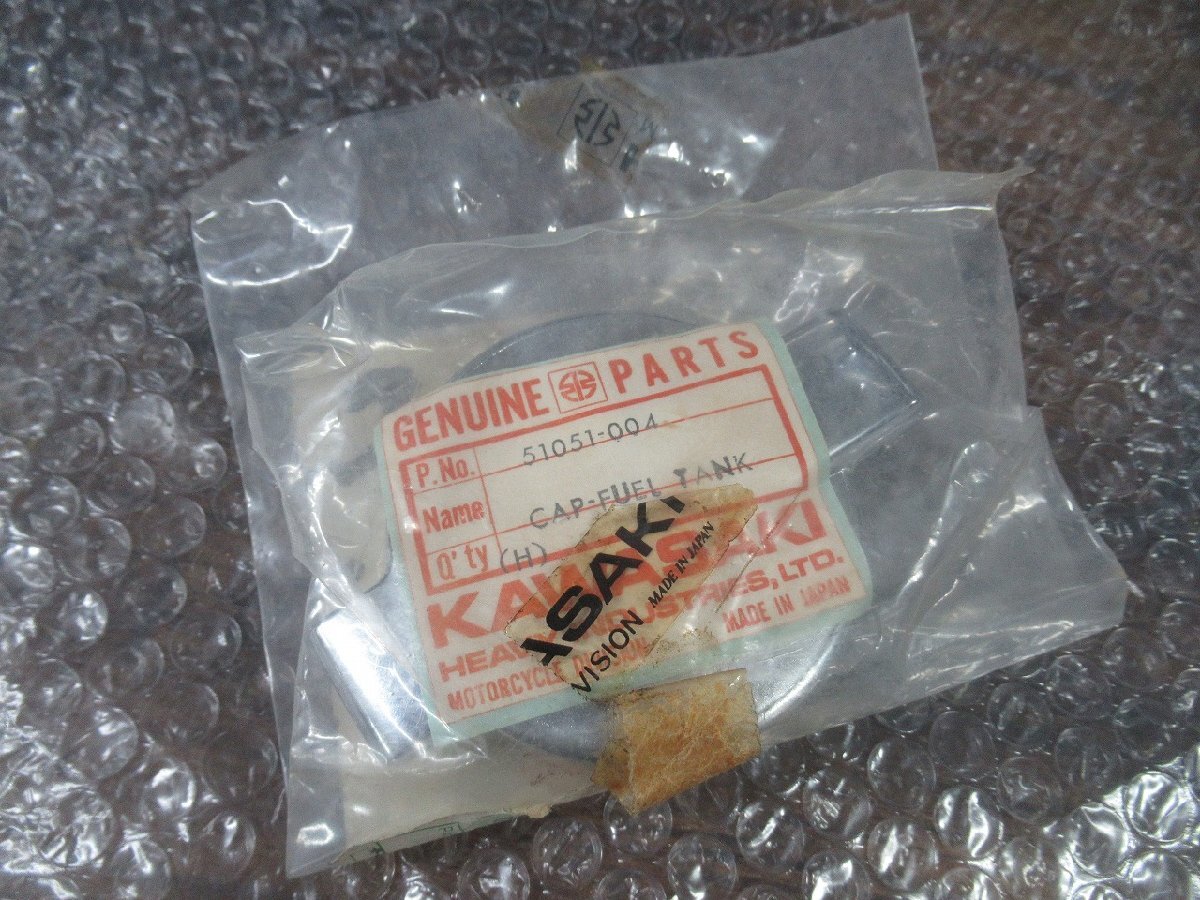 GENUINE PARTS
P.No. 51051-004
Name CAP-FUEL TANK
Q'ty (H)
KAWASAKI
HEAVY INDUSTRIES, LTD.
MOTORCYCLE DIVISION MADE IN JAPAN
ASAKI
VISION MADE IN JAPAN